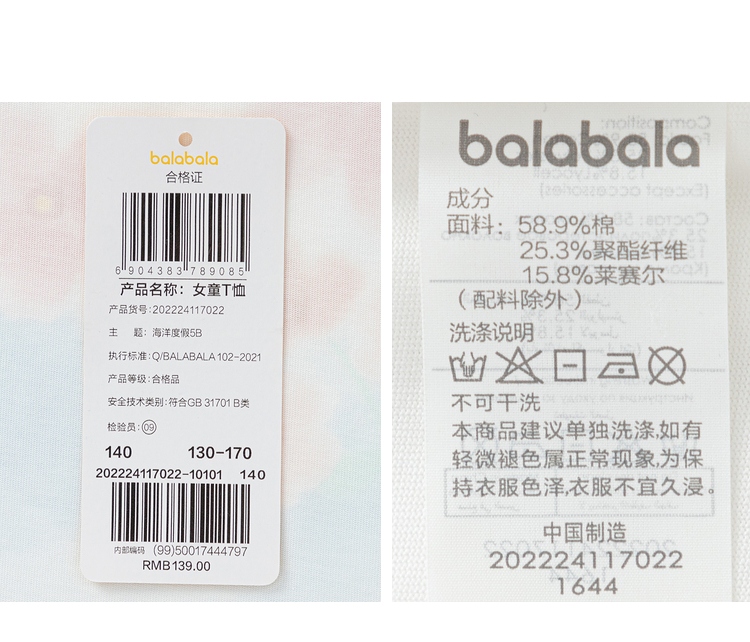 balabala
合格证
6 904383 789085
产品名称：女童T恤
产品货号:202224117022
主 题: 海洋度假5B
执行标准:Q/BALABALA 102-2021
产品等级:合格品
安全技术类别:符合GB 31701 B类
检验员:09
140 130-170
202224117022-10101 140
内部编码 (99)50017444797
RMB139.00
balabala
成分
面料：58.9%棉
25.3%聚酯纤维
15.8%莱赛尔
（配料除外）
洗涤说明
不可干洗
本商品建议单独洗涤,如有
轻微褪色属正常现象,为保
持衣服色泽,衣服不宜久浸。
中国制造
202224117022
1644